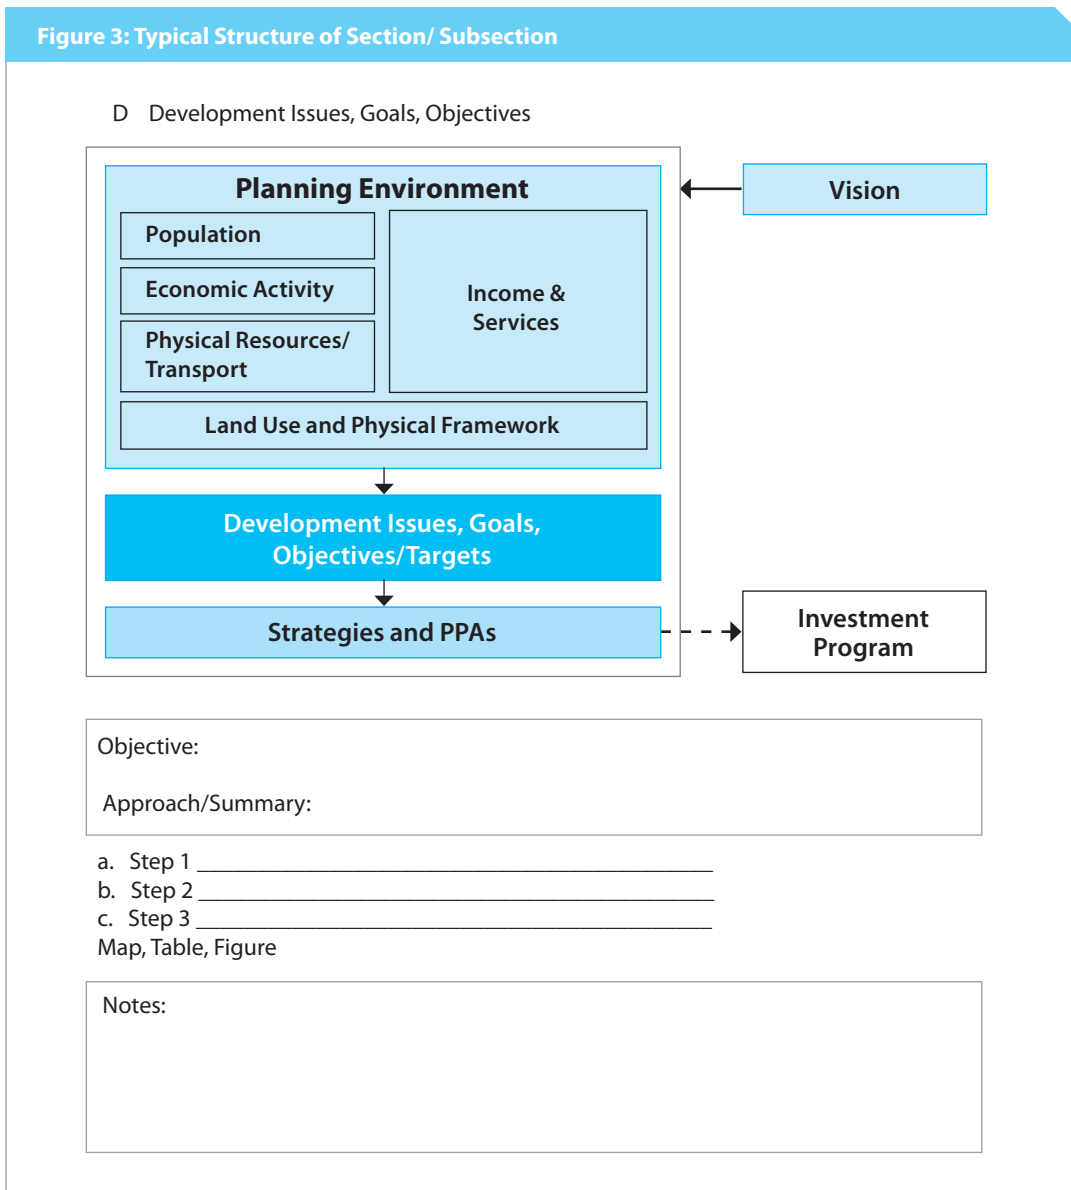 Figure 3: Typical Structure of Section/ Subsection
D Development Issues, Goals, Objectives
Planning Environment
Vision
Population
Economic Activity
Physical Resources/
Transport
Income &
Services
Land Use and Physical Framework
Development Issues, Goals,
Objectives/Targets
Strategies and PPAs
Investment
Program
Objective:
Approach/Summary:
a. Step 1 ___________________________________________
b. Step 2 ___________________________________________
c. Step 3 ___________________________________________
Map, Table, Figure
Notes: